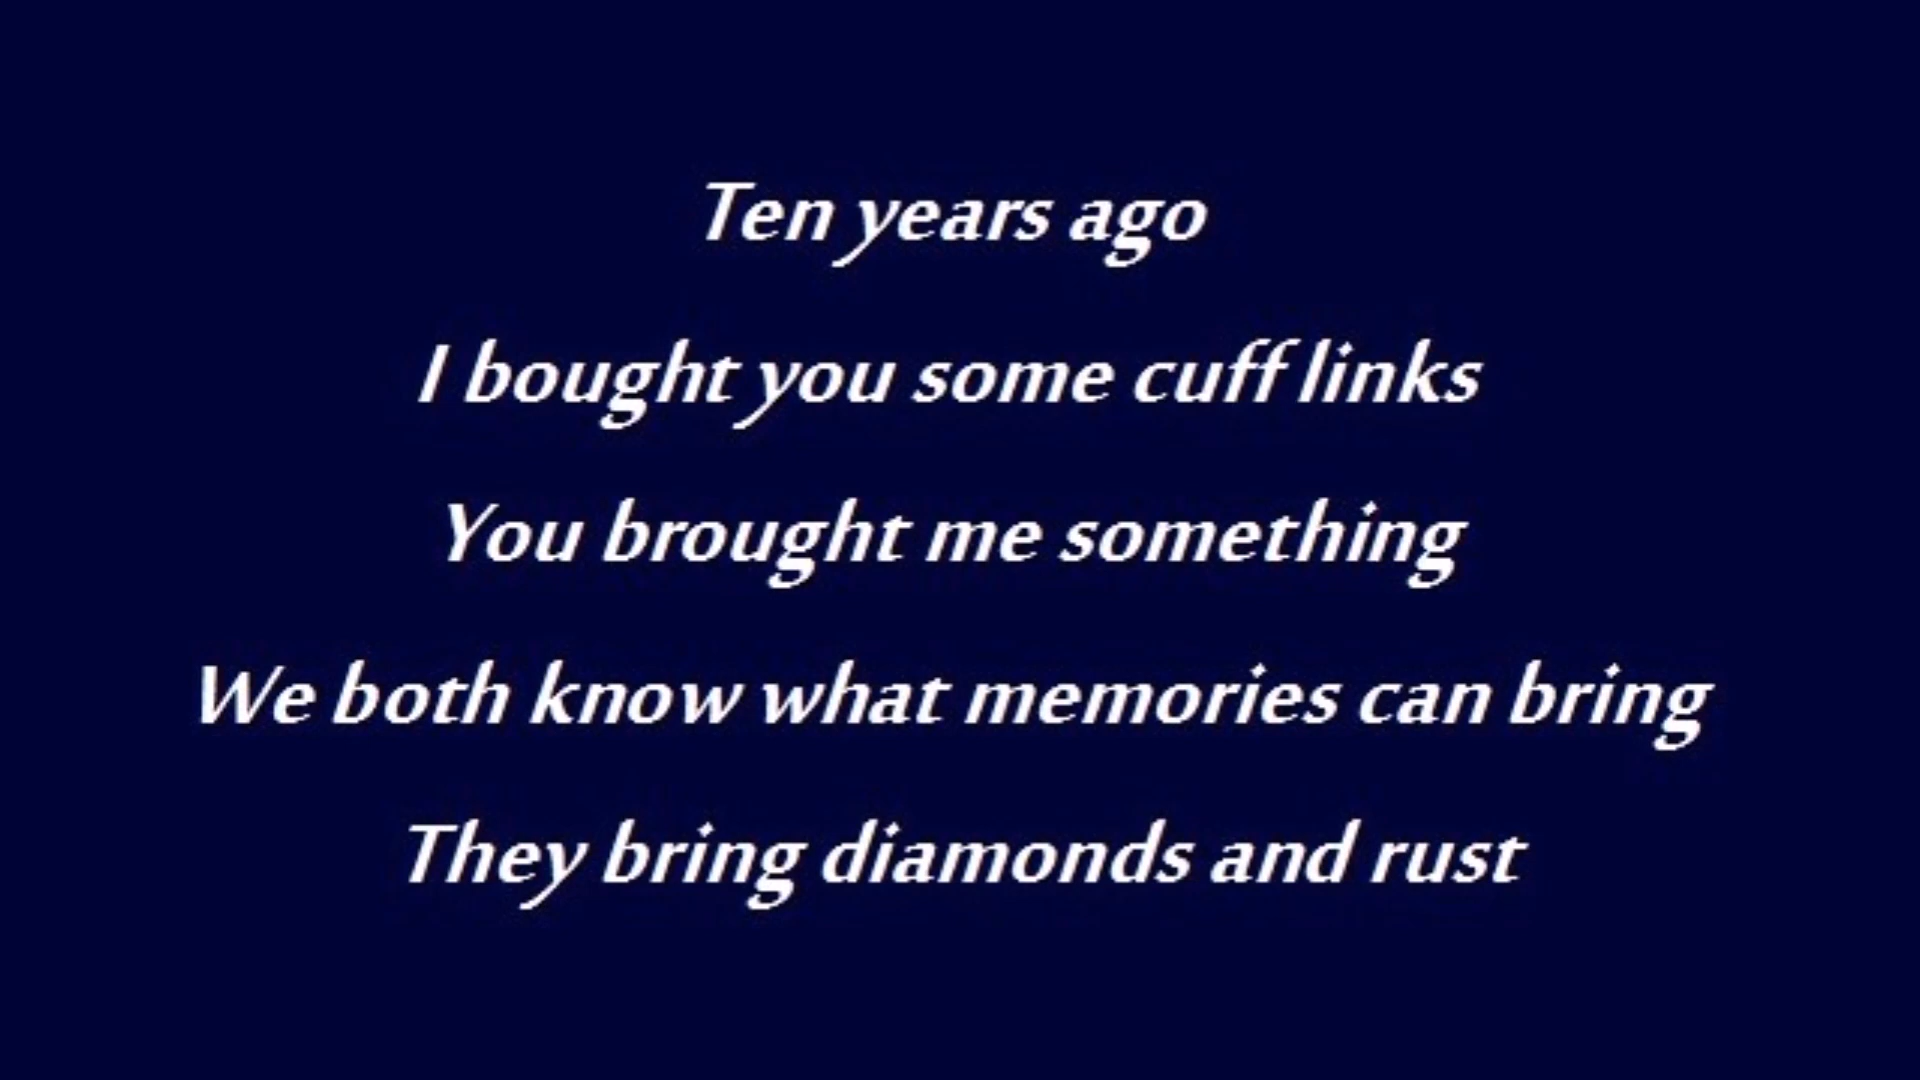 Ten years ago
I bought you some cuff links
You brought me something
We both know what memories can bring
They bring diamonds and rust